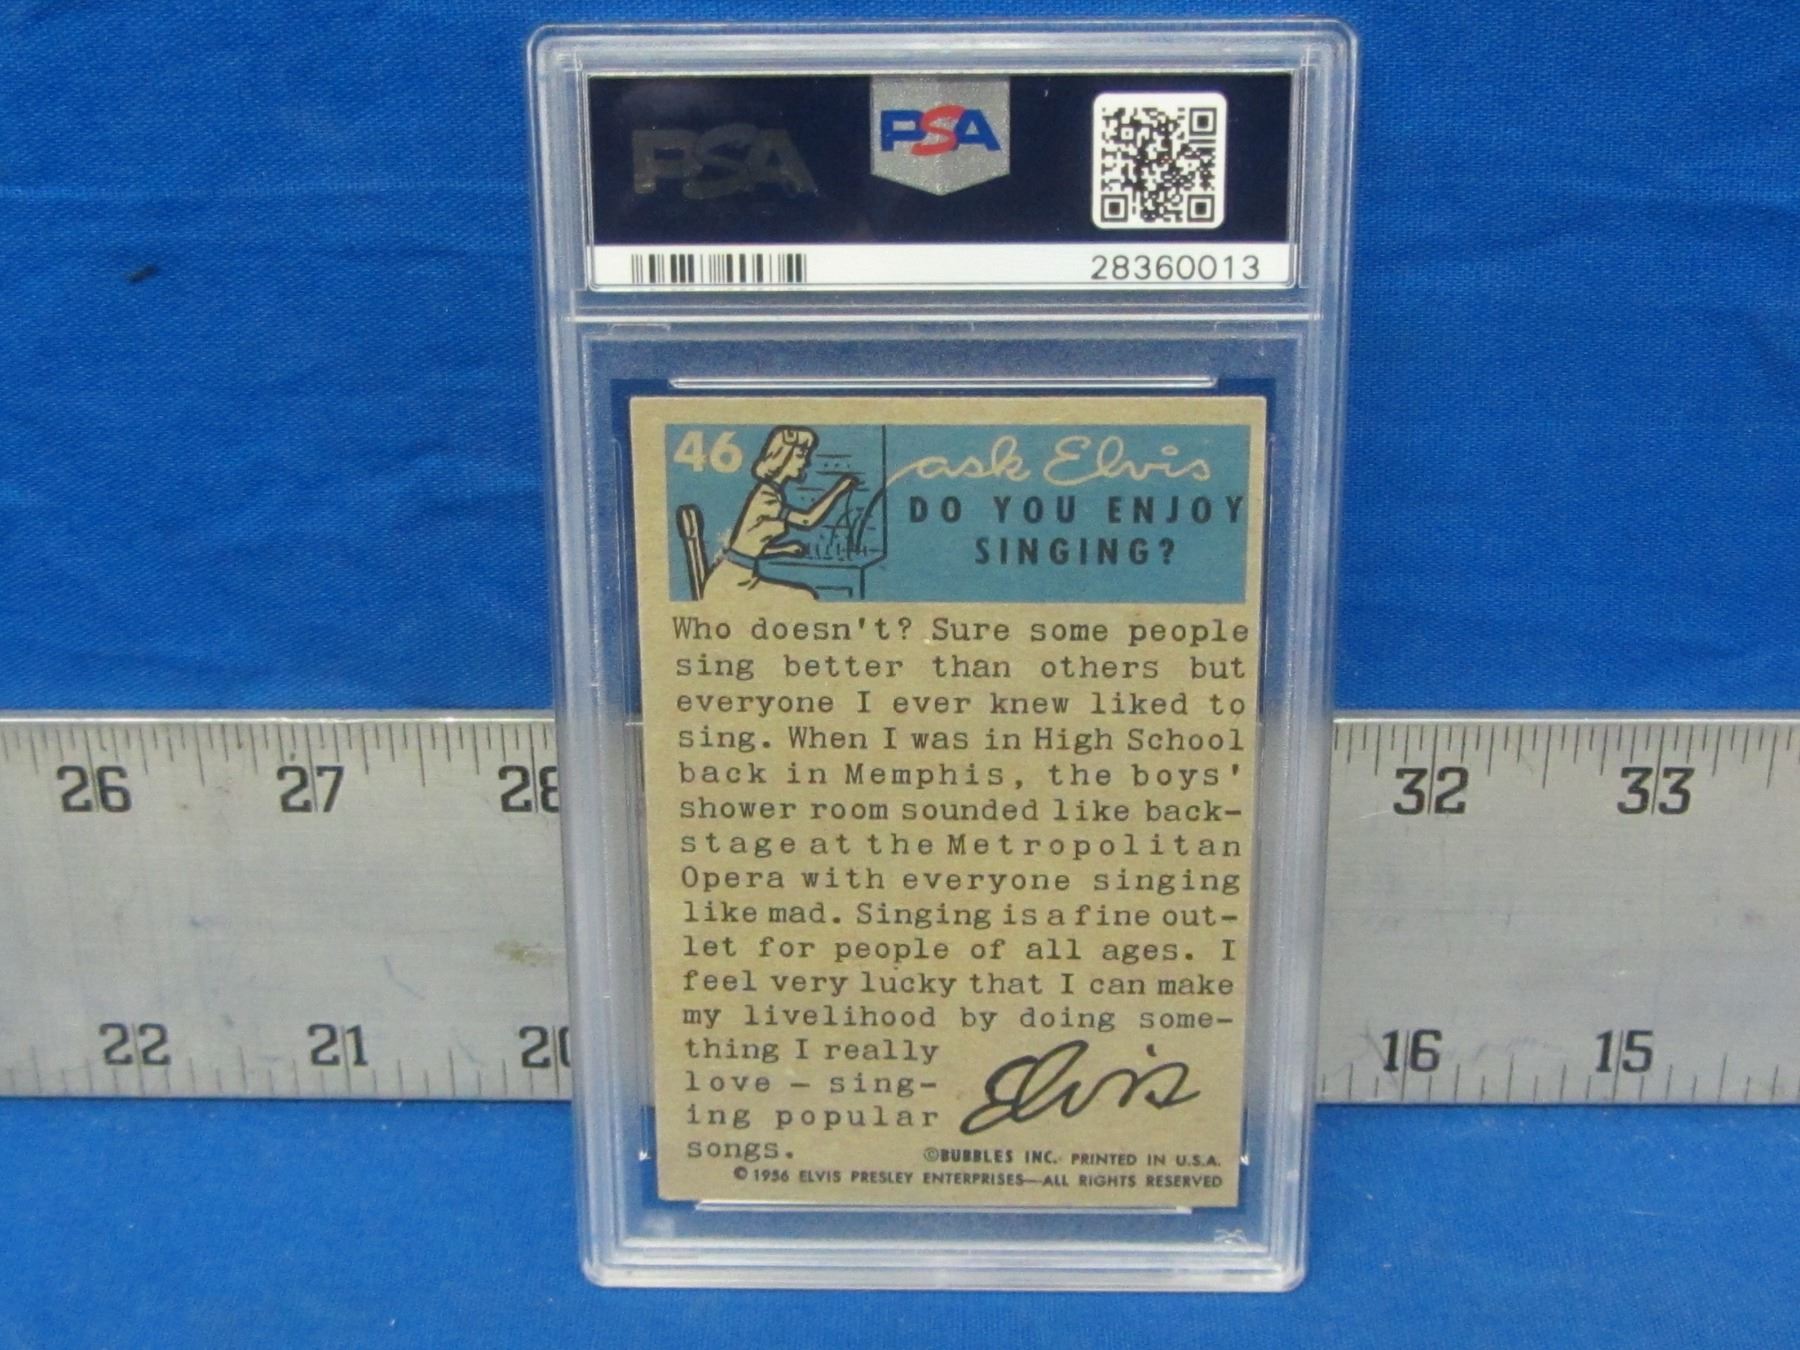 PSA
PSA
28360013
46
ask Elvis
DO YOU ENJOY
SINGING?
Who doesn't? Sure some people
sing better than others but
everyone I ever knew liked to
sing. When I was in High School
back in Memphis, the boys'
shower room sounded like back-
stage at the Metropolitan
Opera with everyone singing
like mad. Singing is a fine out-
let for people of all ages. I
feel very lucky that I can make
my livelihood by doing some-
thing I really
love — sing-
ing popular
songs.
Elvis
©BUBBLES INC. PRINTED IN U.S.A.
© 1956 ELVIS PRESLEY ENTERPRISES—ALL RIGHTS RESERVED
26 27 28 32 33
22 21 20 16 15